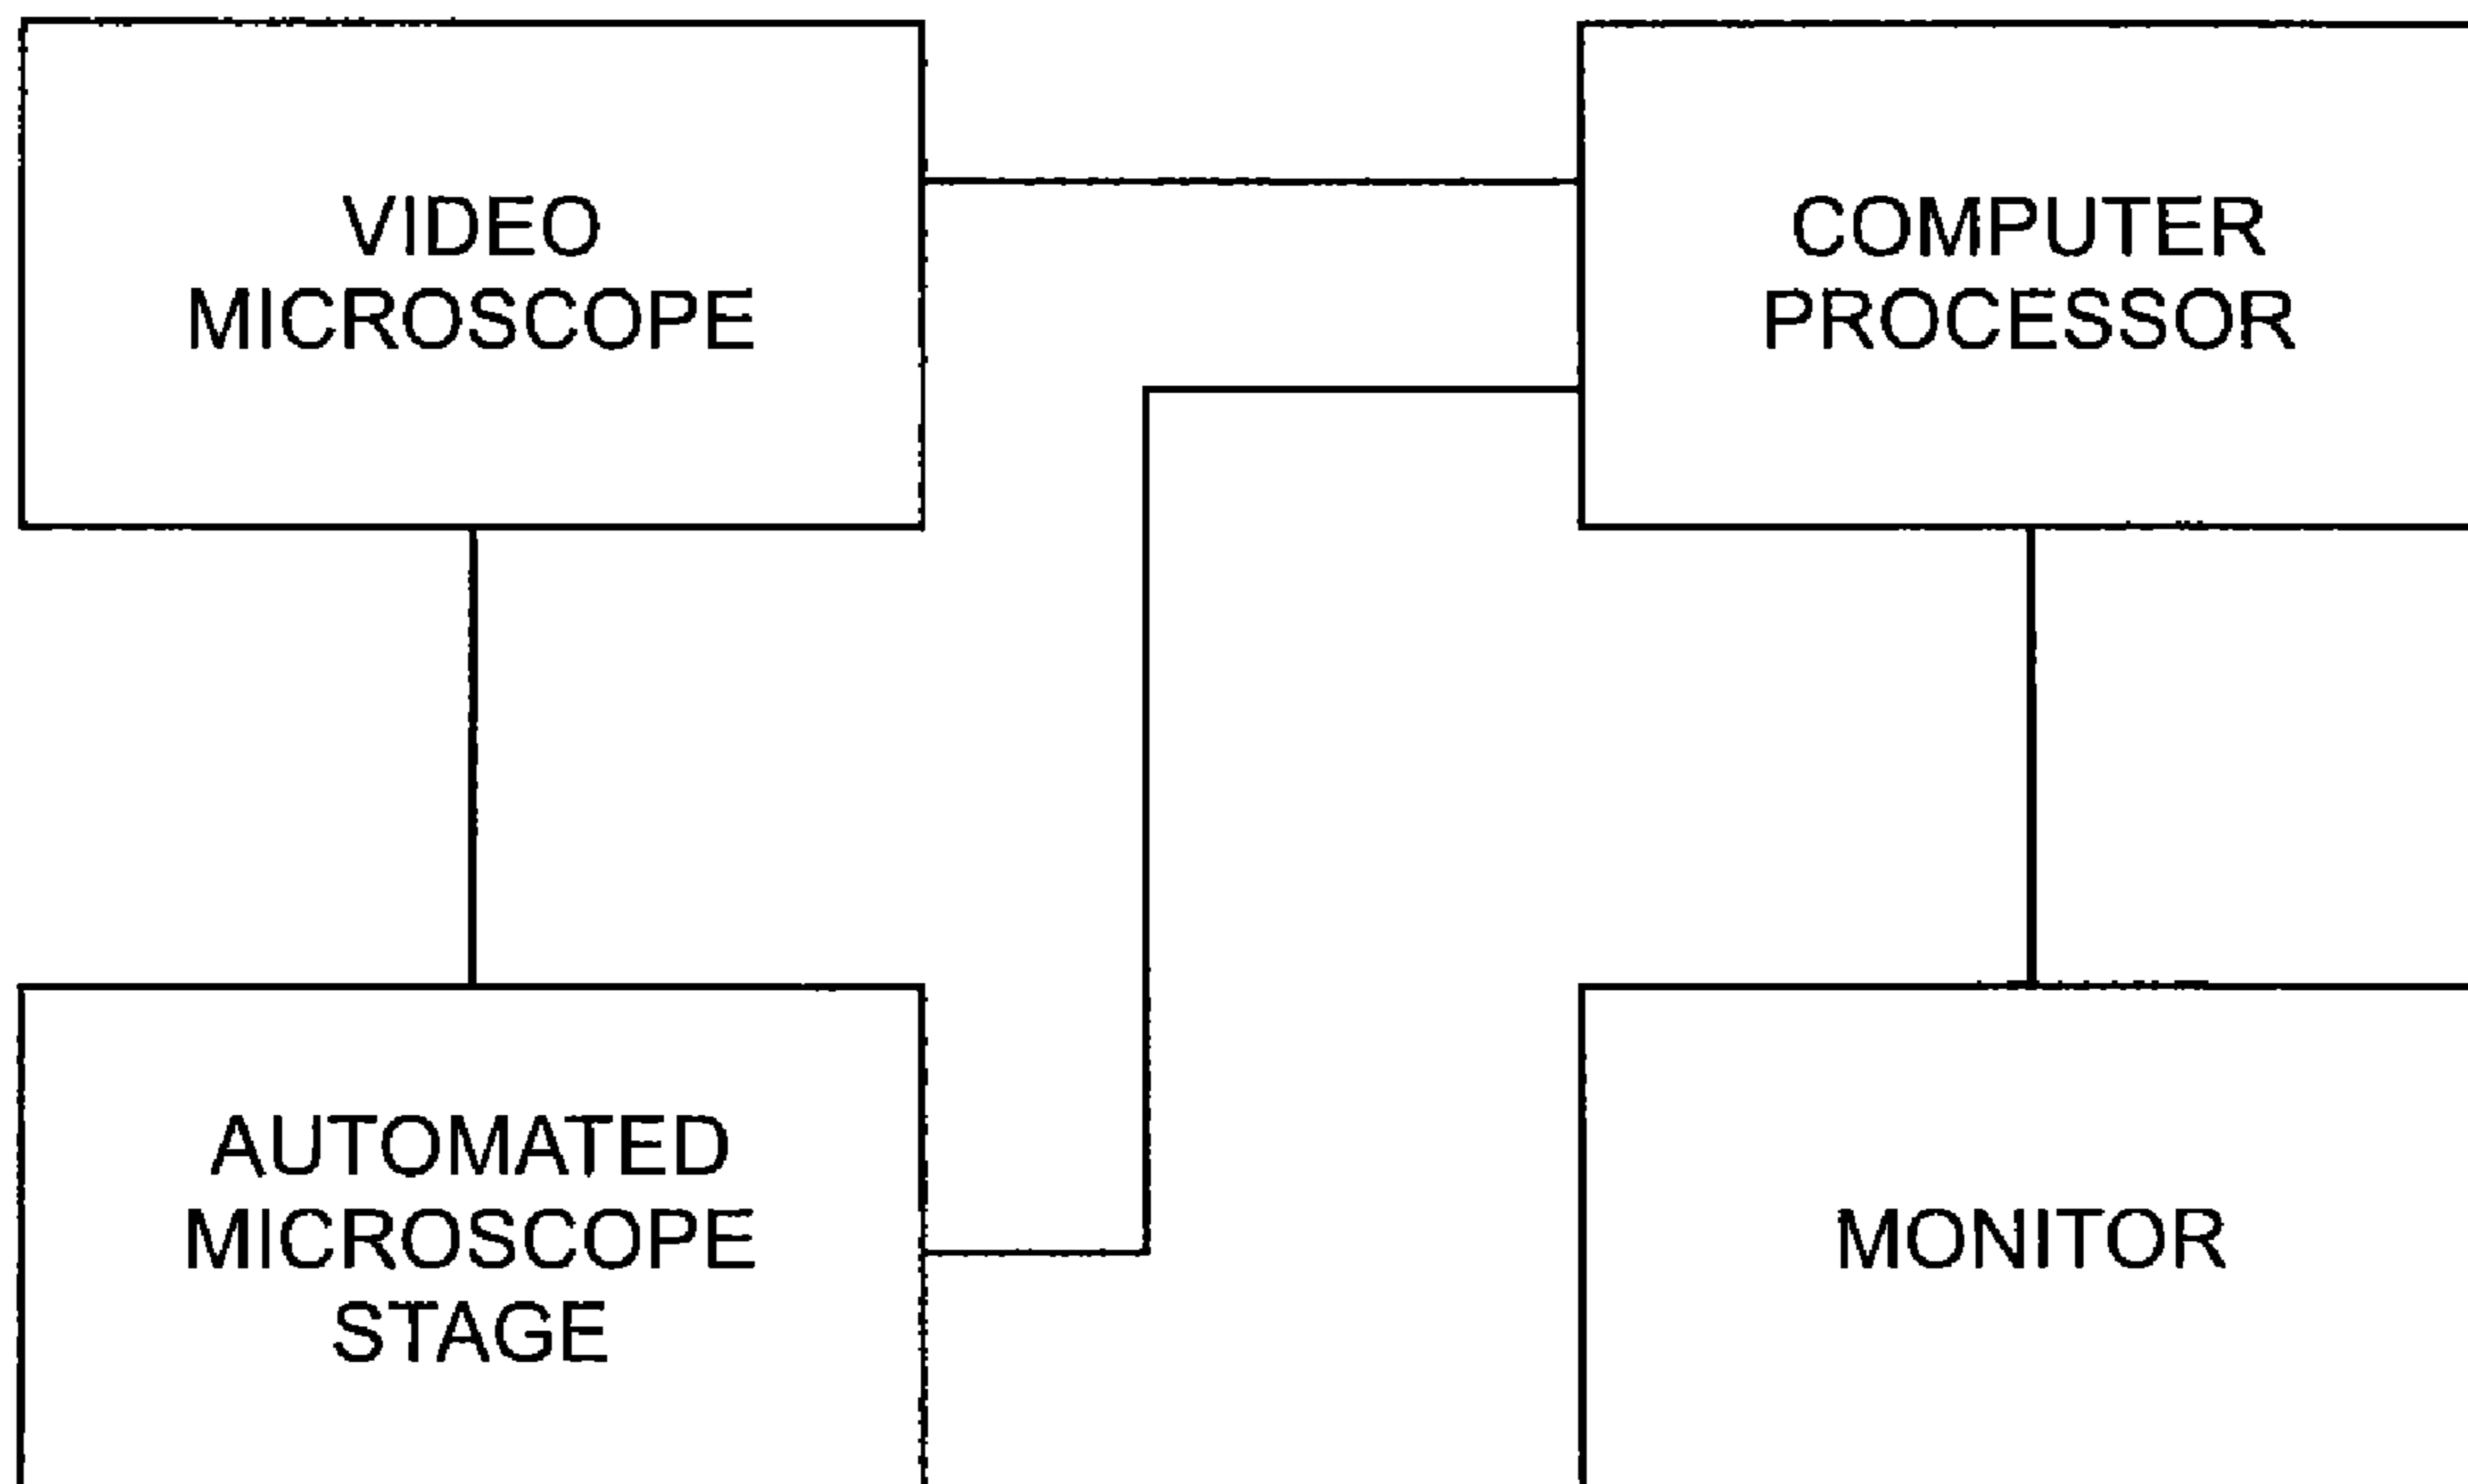 VIDEO
MICROSCOPE
COMPUTER
PROCESSOR
AUTOMATED
MICROSCOPE
STAGE
MONITOR